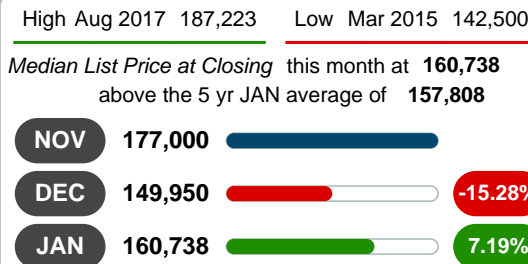 High Aug 2017 187,223 Low Mar 2015 142,500
Median List Price at Closing this month at 160,738
above the 5 yr JAN average of 157,808
NOV 177,000
DEC 149,950 -15.28%
JAN 160,738 7.19%